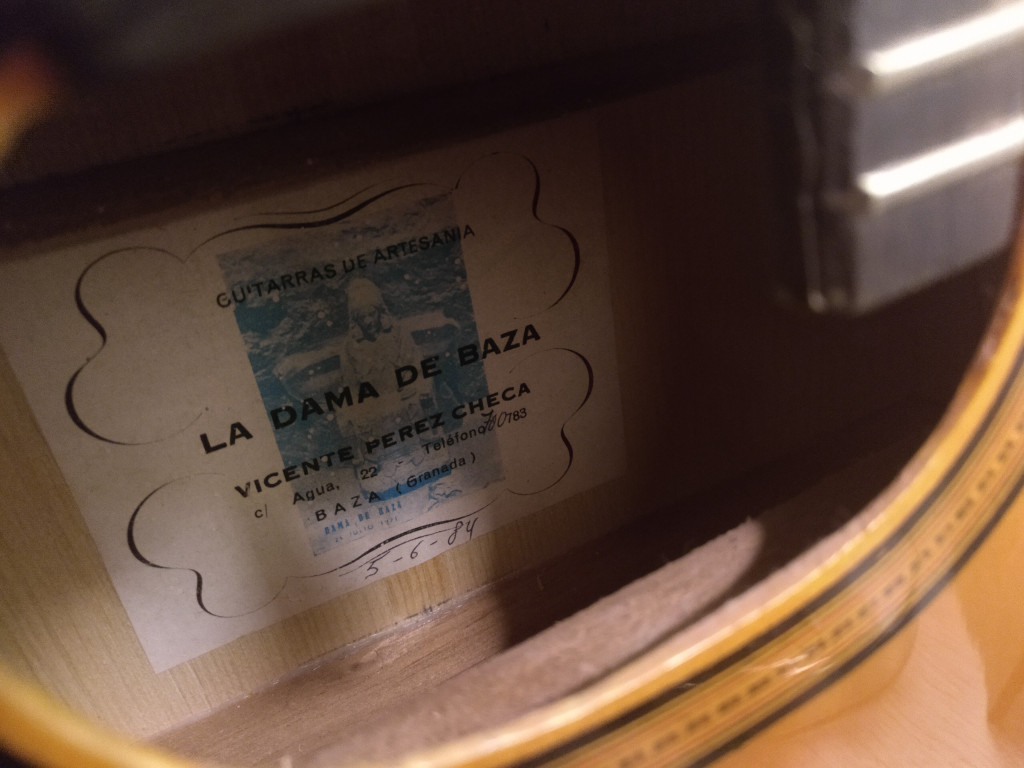 GUITARRAS DE ARTESANIA
LA DAMA DE BAZA
VICENTE PEREZ CHECA
c/ Agua, 22 - Teléfono 700783
BAZA (Granada)
DAMA DE BAZA
5-6-84